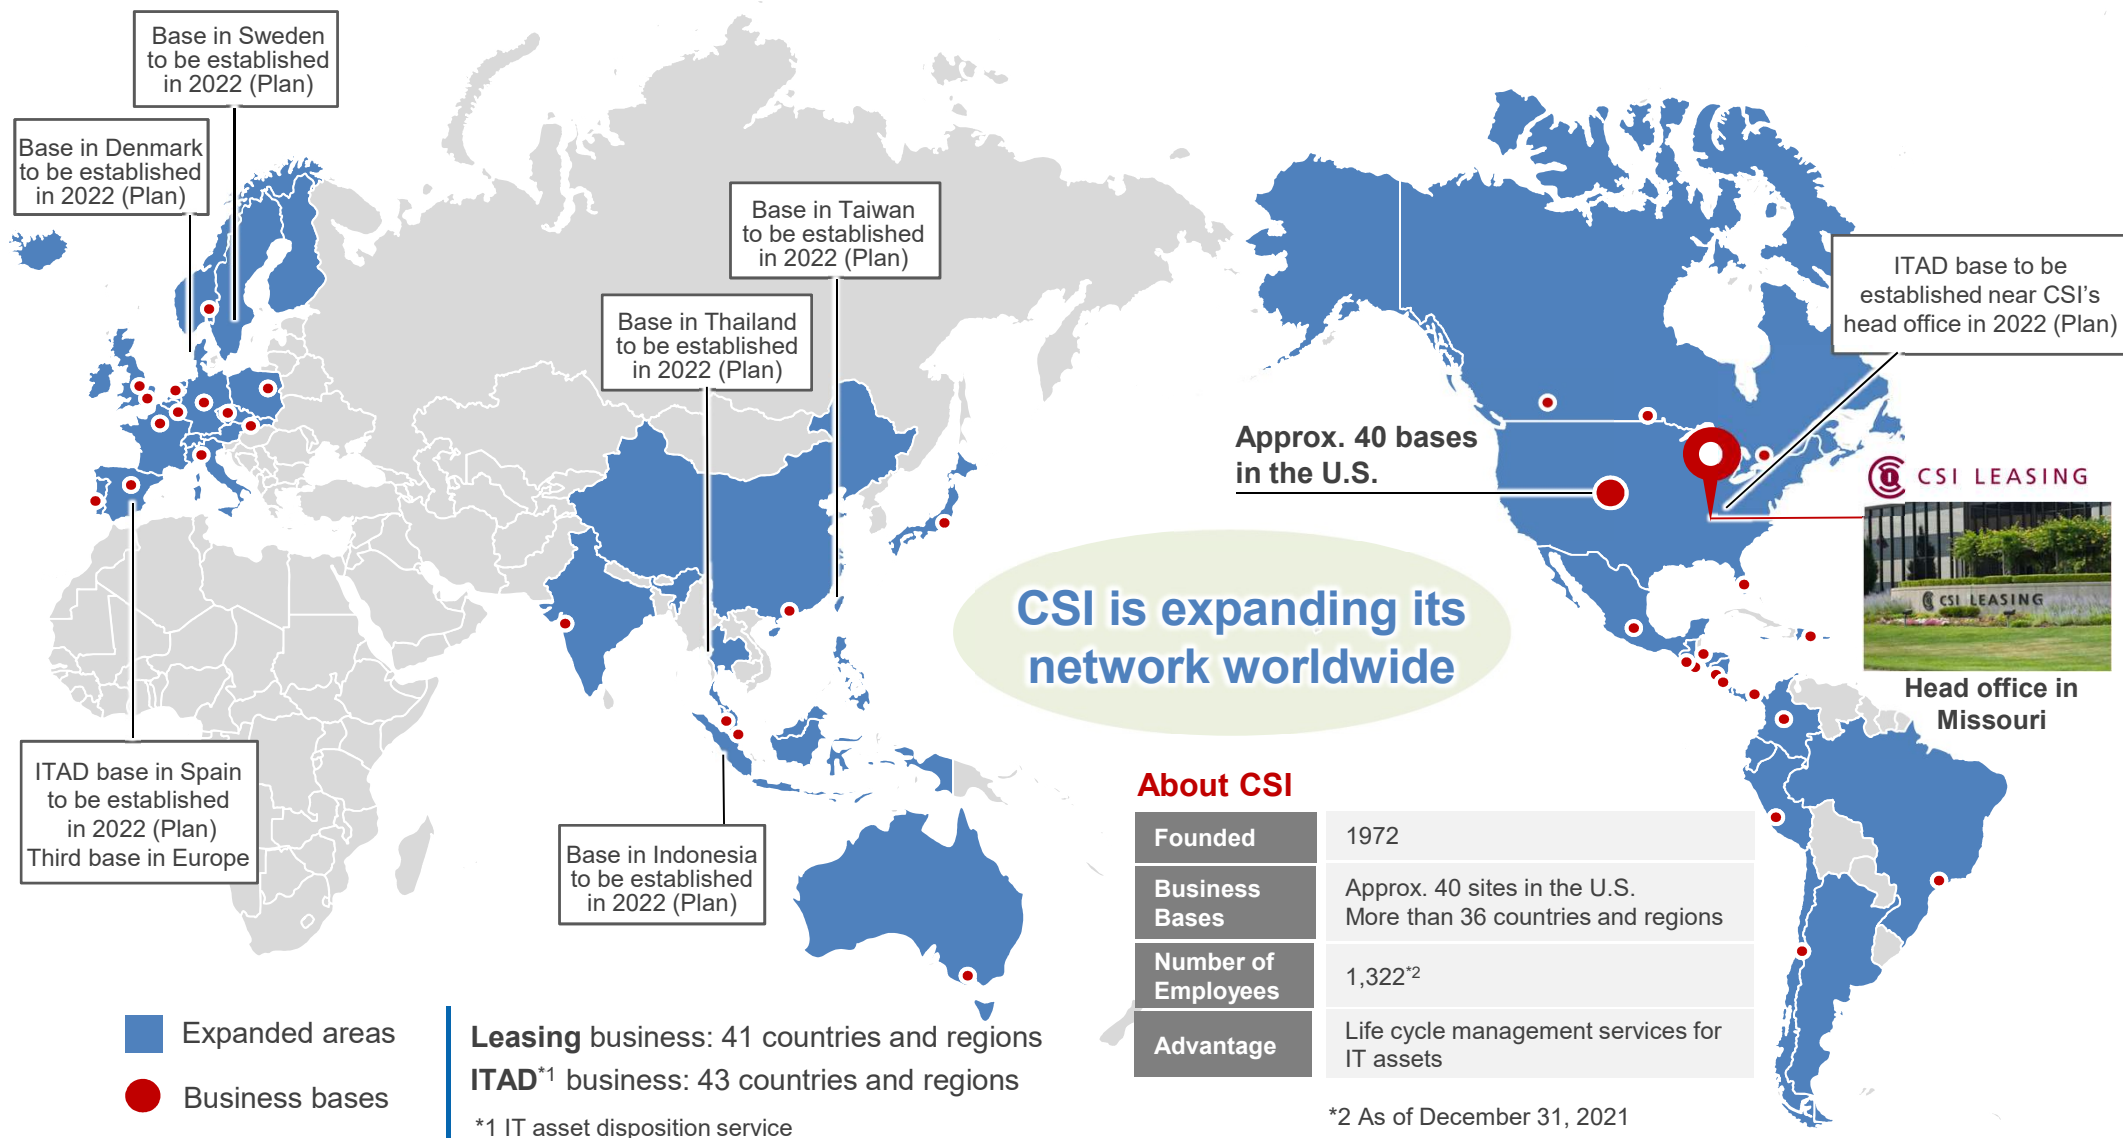 Base in Sweden
to be established
in 2022 (Plan)
Base in Denmark
to be established
in 2022 (Plan)
Base in Taiwan
to be established
in 2022 (Plan)
Base in Thailand
to be established
in 2022 (Plan)
ITAD base to be
established near CSI's
head office in 2022 (Plan)
Approx. 40 bases
in the U.S.
CSI LEASING
CSI LEASING
Head office in
Missouri
CSI is expanding its
network worldwide
ITAD base in Spain
to be established
in 2022 (Plan)
Third base in Europe
Base in Indonesia
to be established
in 2022 (Plan)
About CSI
Founded
1972
Business
Bases
Approx. 40 sites in the U.S.
More than 36 countries and regions
Number of
Employees
1,322*2
Advantage
Life cycle management services for
IT assets
*2 As of December 31, 2021
Expanded areas
Business bases
Leasing business: 41 countries and regions
ITAD*1 business: 43 countries and regions
*1 IT asset disposition service